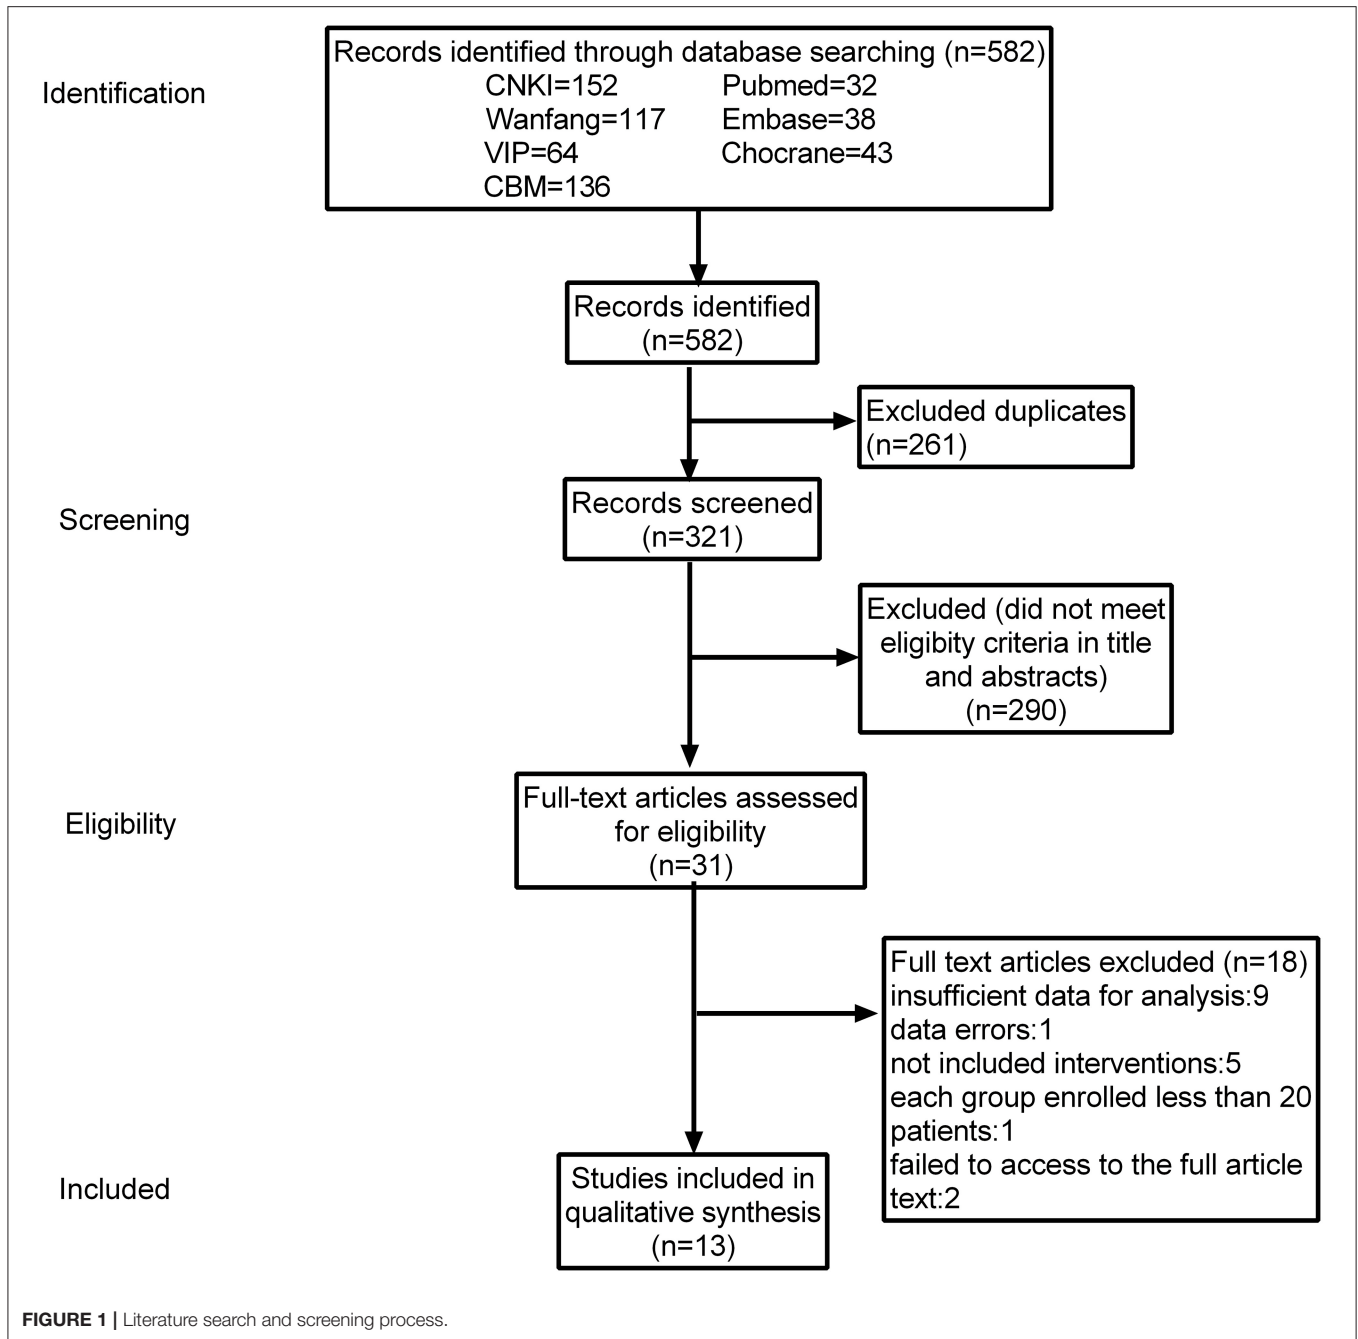 Identification
Records identified through database searching (n=582)
CNKI=152 Pubmed=32
Wanfang=117 Embase=38
VIP=64 Chocrane=43
CBM=136
Records identified
(n=582)
Excluded duplicates
(n=261)
Screening
Records screened
(n=321)
Excluded (did not meet
eligibity criteria in title
and abstracts)
(n=290)
Eligibility
Full-text articles assessed
for eligibility
(n=31)
Full text articles excluded (n=18)
insufficient data for analysis:9
data errors:1
not included interventions:5
each group enrolled less than 20
patients:1
failed to access to the full article
text:2
Included
Studies included in
qualitative synthesis
(n=13)
FIGURE 1 | Literature search and screening process.